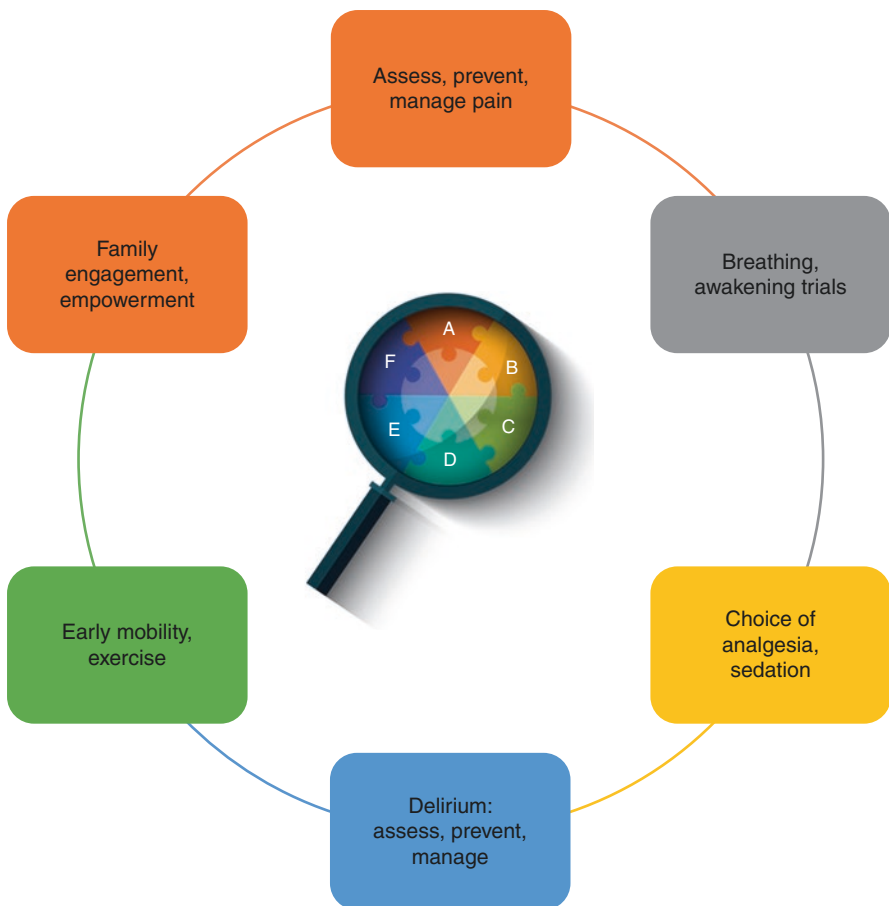 Assess, prevent,
manage pain
Breathing,
awakening trials
Choice of
analgesia,
sedation
Delirium:
assess, prevent,
manage
Early mobility,
exercise
Family
engagement,
empowerment
A
B
C
D
E
F